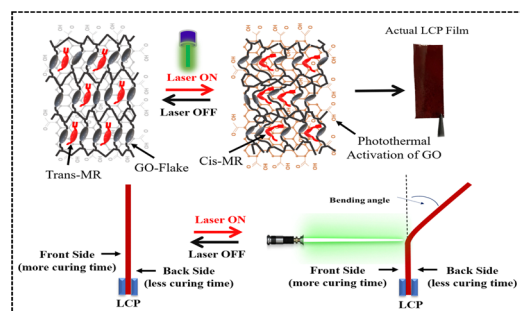 Actual LCP Film
Laser ON
Laser OFF
Trans-MR
GO-Flake
Cis-MR
Photothermal
Activation of GO
Bending angle
Laser ON
Laser OFF
Front Side
(more curing time)
Back Side
(less curing time)
LCP
Front Side
(more curing time)
Back Side
(less curing time)
LCP